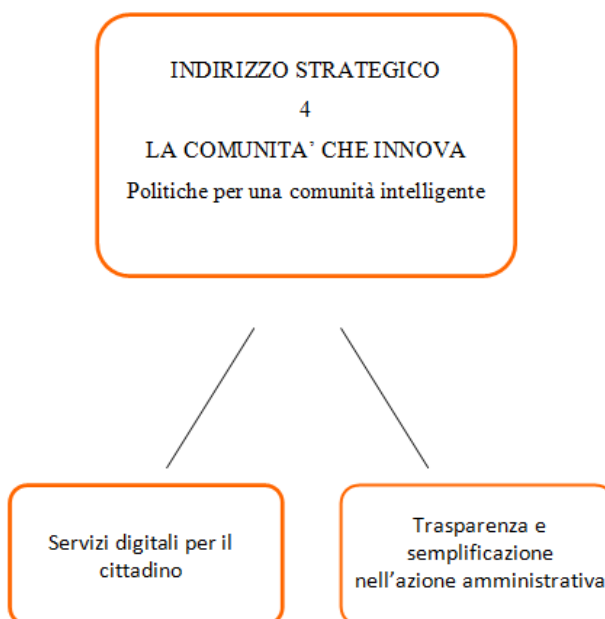 INDIRIZZO STRATEGICO
4
LA COMUNITA’ CHE INNOVA
Politiche per una comunità intelligente
Servizi digitali per il
cittadino
Trasparenza e
semplificazione
nell’azione amministrativa